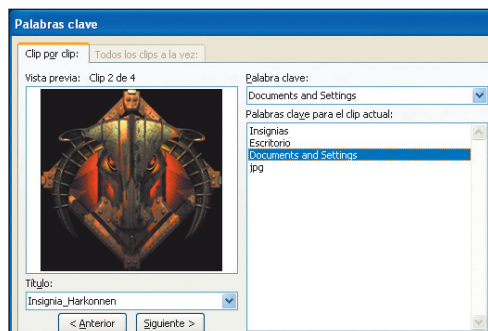 Palabras clave
Clip por clip:
Todos los clips a la vez:
Vista previa: Clip 2 de 4
Palabra clave:
Documents and Settings
Palabras clave para el clip actual:
Insignias
Escritorio
Documents and Settings
jpg
Título:
Insignia_Harkonnen
< Anterior
Siguiente >